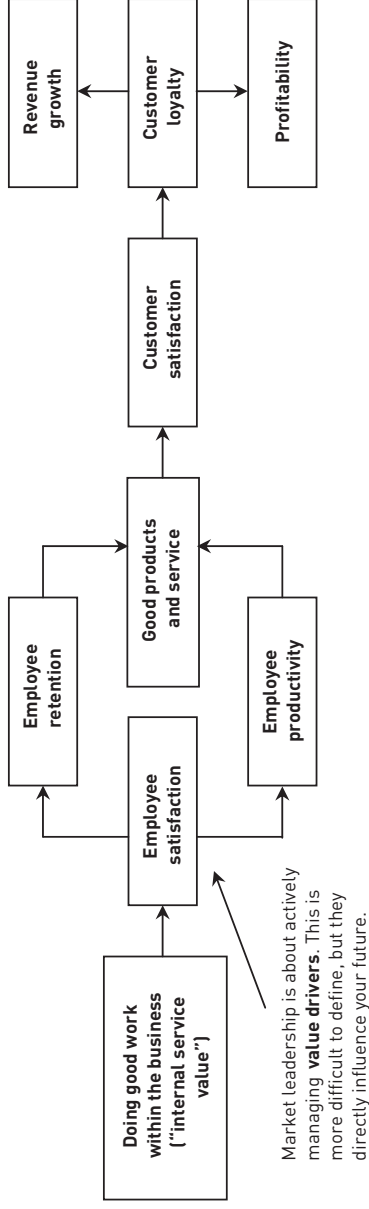 Doing good work
within the business
(“internal service
value”)
Employee
satisfaction
Employee
retention
Employee
productivity
Good products
and service
Customer
satisfaction
Customer
loyalty
Revenue
growth
Profitability
Market leadership is about actively
managing value drivers. This is
more difficult to define, but they
directly influence your future.